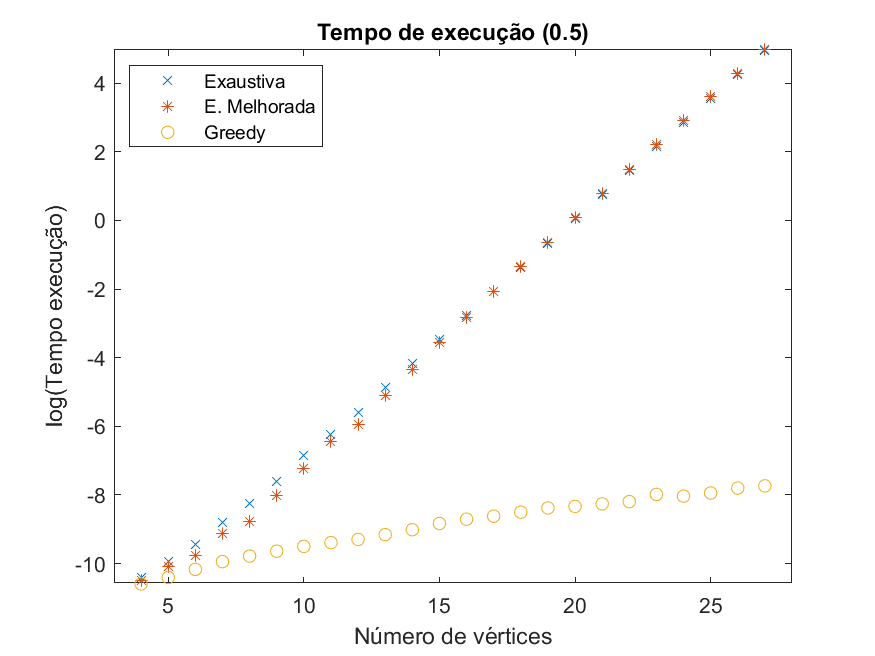 Tempo de execução (0.5)
Exaustiva
E. Melhorada
Greedy
log(Tempo execução)
4
2
0
-2
-4
-6
-8
-10
5
10
15
20
25
Número de vértices